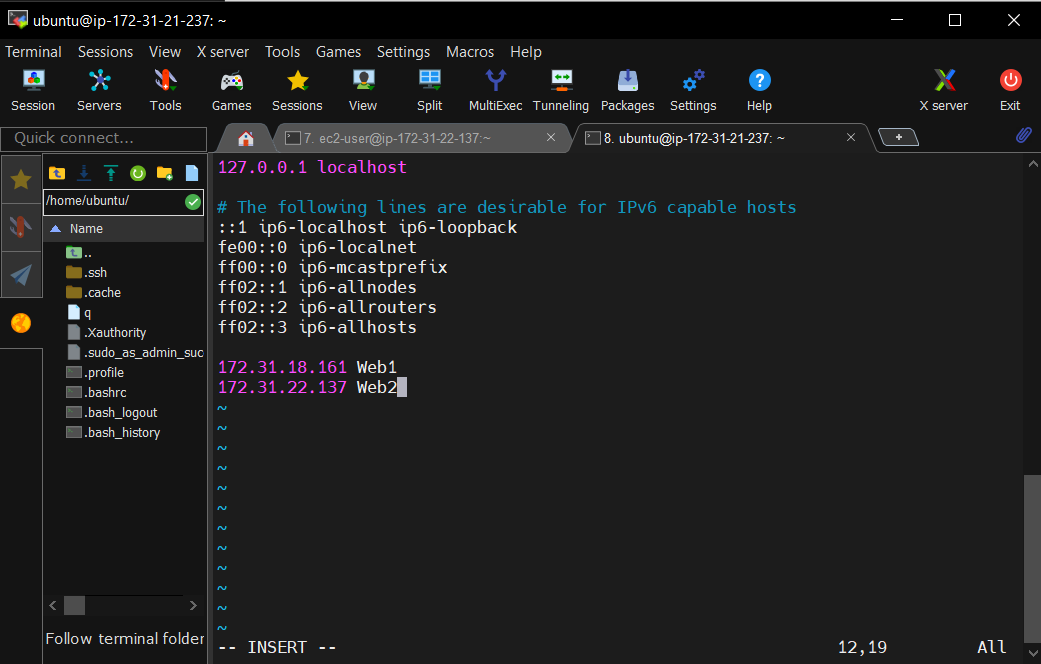 ubuntu@ip-172-31-21-237: ~
Terminal Sessions View X server Tools Games Settings Macros Help
Session Servers Tools Games Sessions View Split MultiExec Tunneling Packages Settings Help X server Exit
Quick connect...
7. ec2-user@ip-172-31-22-137:~
8. ubuntu@ip-172-31-21-237: ~
/home/ubuntu/
Name
..
.ssh
.cache
q
.Xauthority
.sudo_as_admin_suc
.profile
.bashrc
.bash_logout
.bash_history
Follow terminal folder
127.0.0.1 localhost
# The following lines are desirable for IPv6 capable hosts
::1 ip6-localhost ip6-loopback
fe00::0 ip6-localnet
ff00::0 ip6-mcastprefix
ff02::1 ip6-allnodes
ff02::2 ip6-allrouters
ff02::3 ip6-allhosts
172.31.18.161 Web1
172.31.22.137 Web2
~
~
~
~
~
~
~
~
~
~
~
~
-- INSERT -- 12,19 All